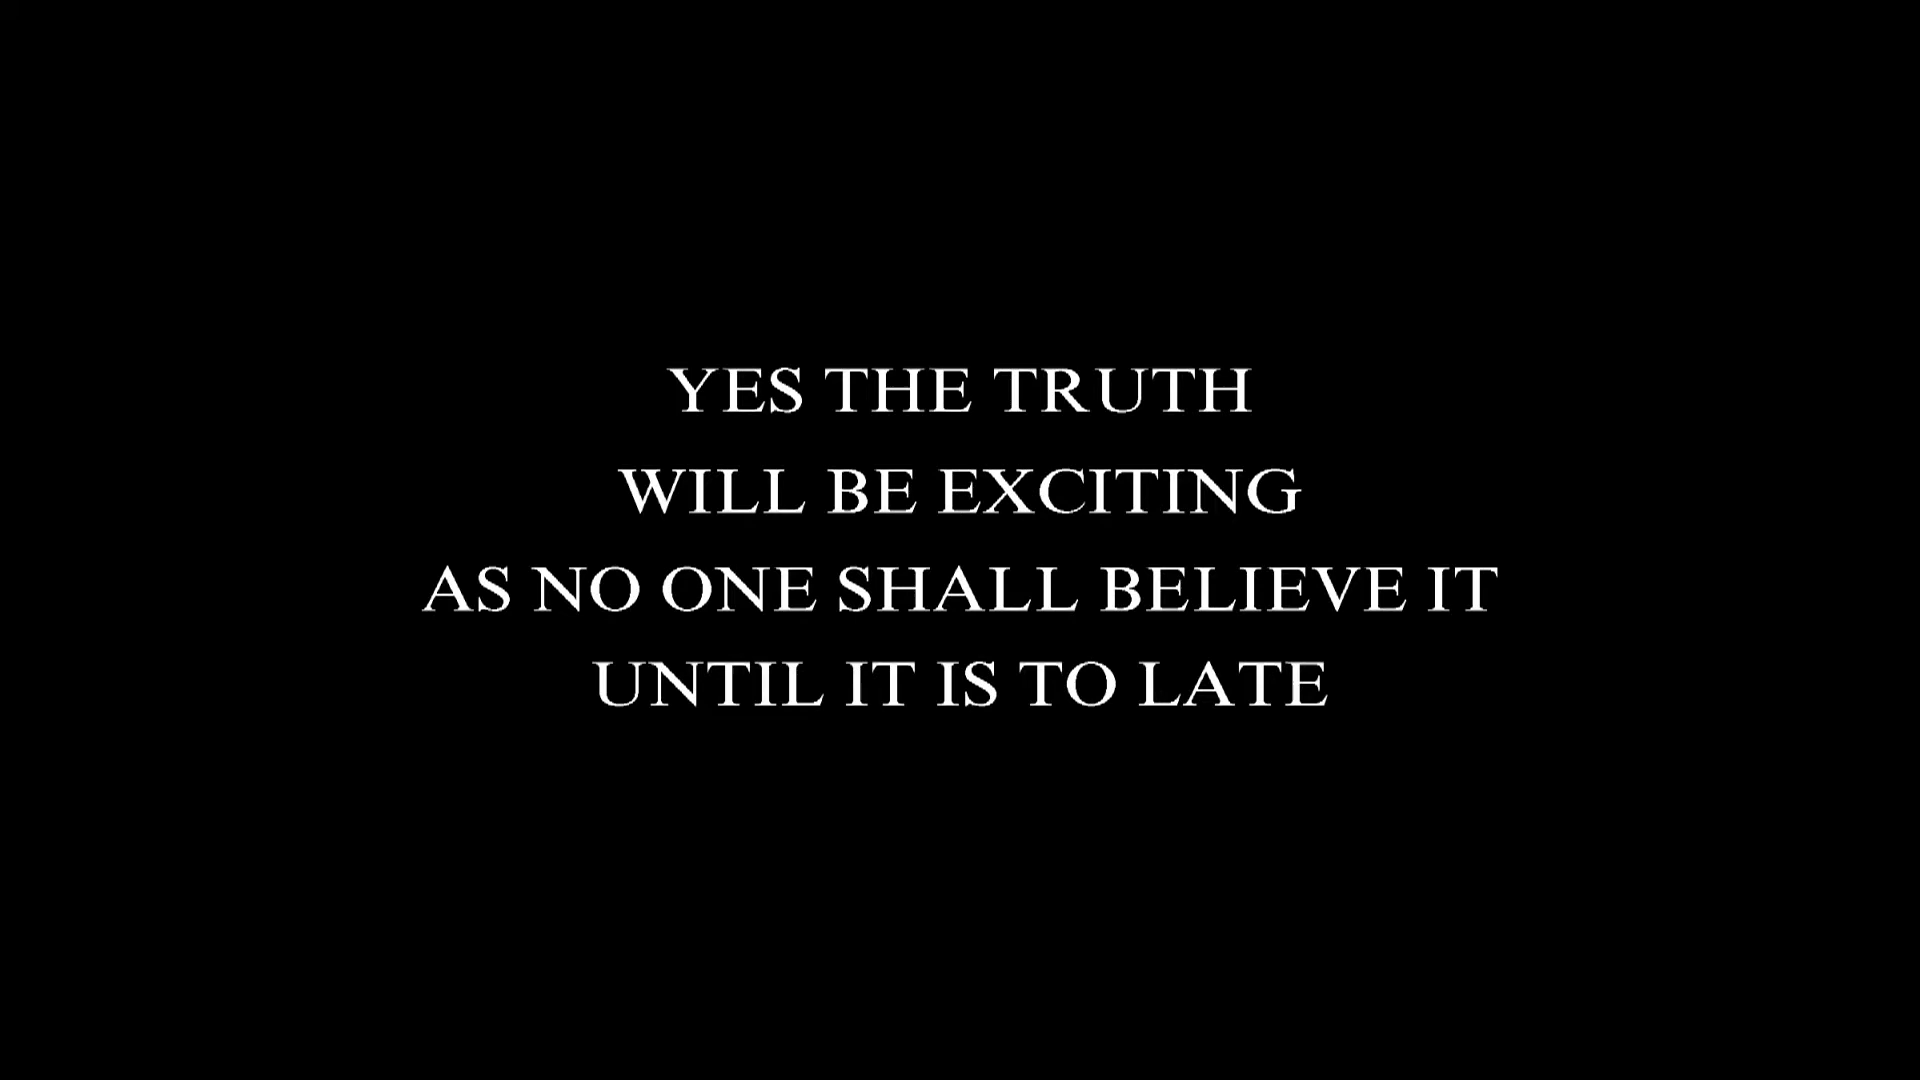 YES THE TRUTH
WILL BE EXCITING
AS NO ONE SHALL BELIEVE IT
UNTIL IT IS TO LATE